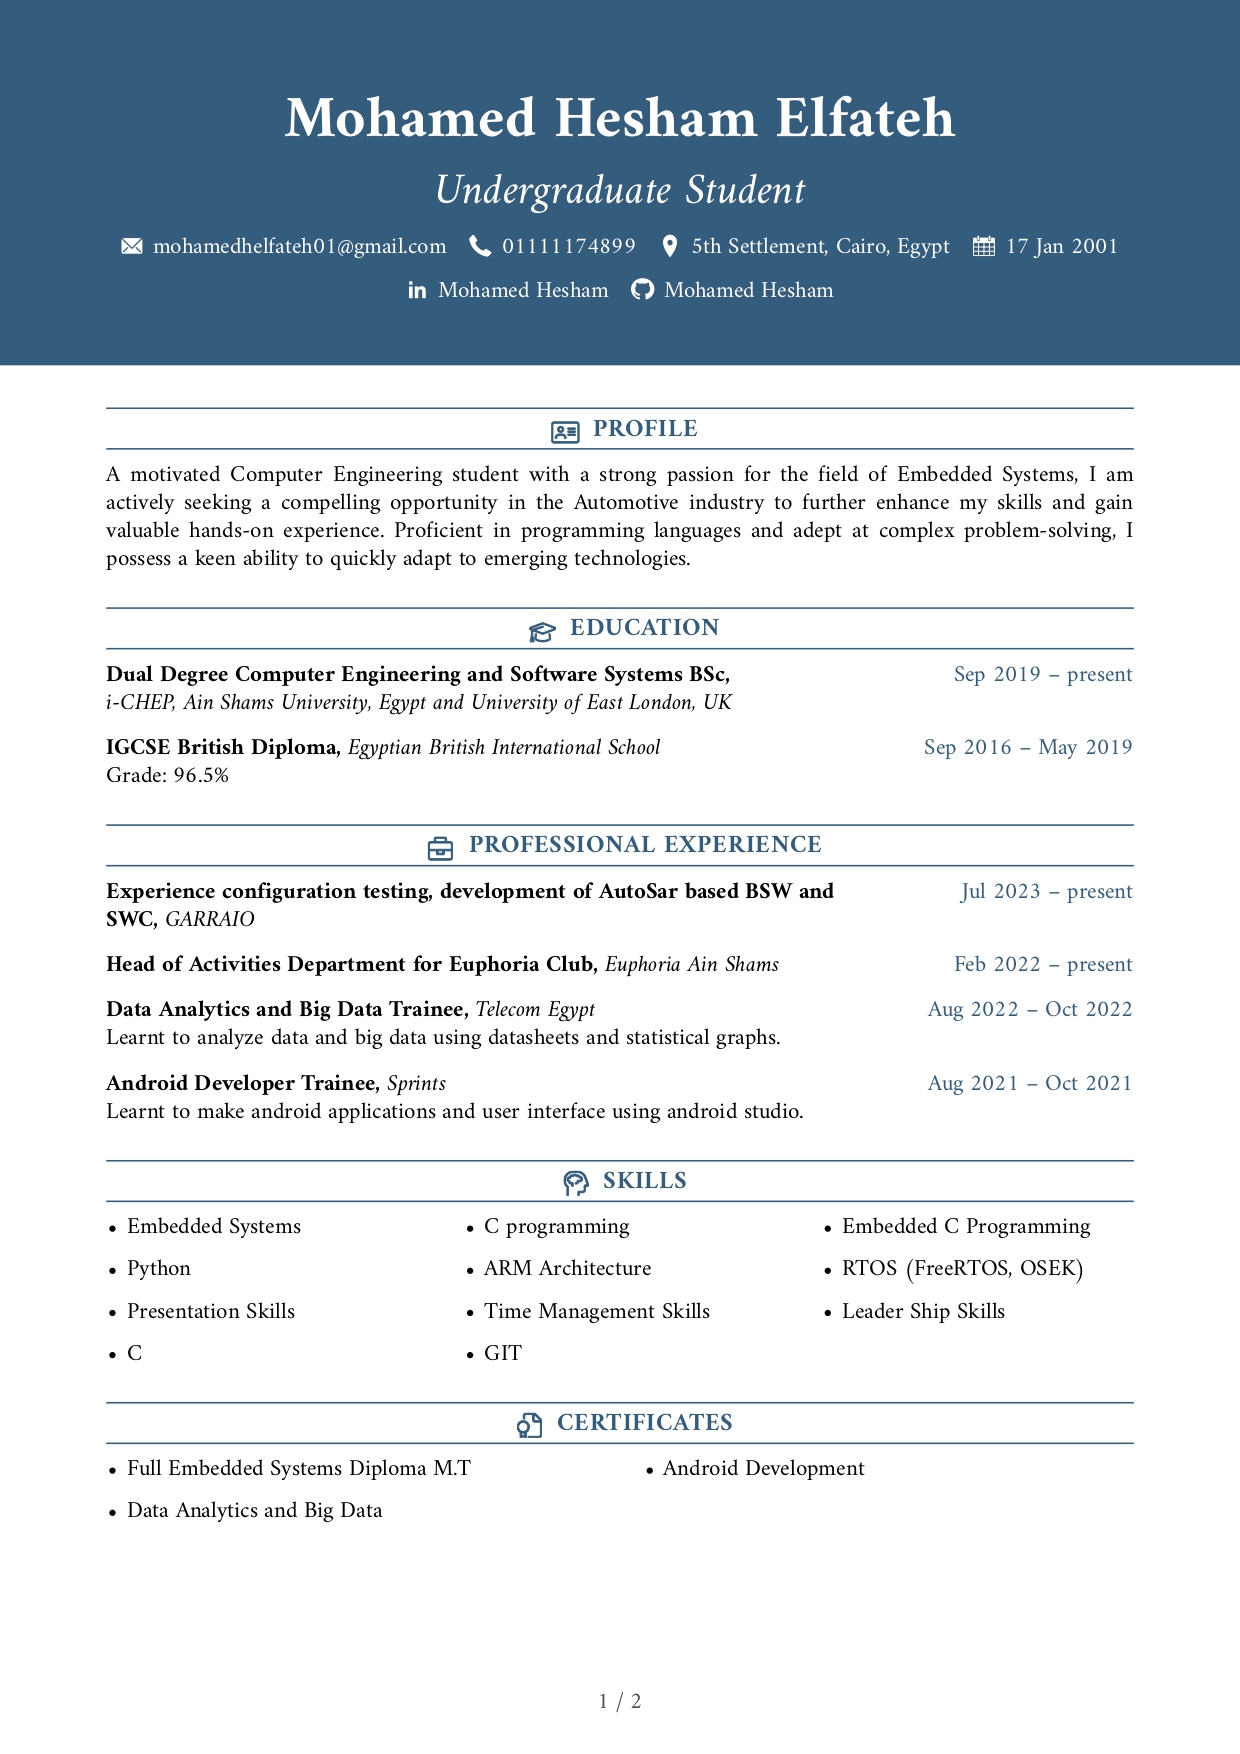 Mohamed Hesham Elfateh
Undergraduate Student
mohamedhelfateh01@gmail.com 01111174899 5th Settlement, Cairo, Egypt 17 Jan 2001
in Mohamed Hesham Mohamed Hesham
PROFILE
A motivated Computer Engineering student with a strong passion for the field of Embedded Systems, I am
actively seeking a compelling opportunity in the Automotive industry to further enhance my skills and gain
valuable hands-on experience. Proficient in programming languages and adept at complex problem-solving, I
possess a keen ability to quickly adapt to emerging technologies.
EDUCATION
Dual Degree Computer Engineering and Software Systems BSc, Sep 2019 – present
i-CHEP, Ain Shams University, Egypt and University of East London, UK
IGCSE British Diploma, Egyptian British International School Sep 2016 – May 2019
Grade: 96.5%
PROFESSIONAL EXPERIENCE
Experience configuration testing, development of AutoSar based BSW and Jul 2023 – present
SWC, GARRAIO
Head of Activities Department for Euphoria Club, Euphoria Ain Shams Feb 2022 – present
Data Analytics and Big Data Trainee, Telecom Egypt Aug 2022 – Oct 2022
Learnt to analyze data and big data using datasheets and statistical graphs.
Android Developer Trainee, Sprints Aug 2021 – Oct 2021
Learnt to make android applications and user interface using android studio.
SKILLS
• Embedded Systems • C programming • Embedded C Programming
• Python • ARM Architecture • RTOS (FreeRTOS, OSEK)
• Presentation Skills • Time Management Skills • Leader Ship Skills
• C • GIT
CERTIFICATES
• Full Embedded Systems Diploma M.T • Android Development
• Data Analytics and Big Data
1 / 2